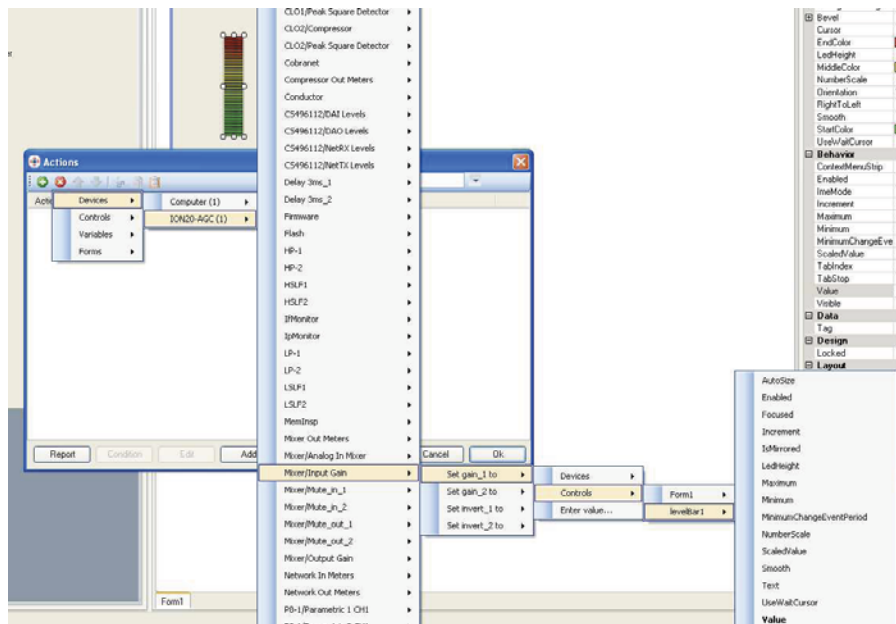 CLO1/Peak Square Detector
CLO2/Compressor
CLO2/Peak Square Detector
Cobranet
Compressor Out Meters
Conductor
CS496112/DAI Levels
CS496112/DAO Levels
CS496112/NetRX Levels
CS496112/NetTX Levels
Delay 3ms_1
Delay 3ms_2
Firmware
Flash
HP-1
HP-2
HSLF1
HSLF2
IfMonitor
IpMonitor
LP-1
LP-2
LSLF1
LSLF2
MemInsp
Mixer Out Meters
Mixer/Analog In Mixer
Mixer/Input Gain
Mixer/Mute_in_1
Mixer/Mute_in_2
Mixer/Mute_out_1
Mixer/Mute_out_2
Mixer/Output Gain
Network In Meters
Network Out Meters
P8-1/Parametric 1 CH1
Actions
Devices
Controls
Variables
Forms
Computer (1)
ION20-AGC (1)
Report
Condition
Edit
Add
Cancel
Ok
Set gain_1 to
Set gain_2 to
Set invert_1 to
Set invert_2 to
Devices
Controls
Enter value...
Form1
levelBar1
Form1
Bevel
Cursor
EndColor
LedHeight
MiddleColor
NumberScale
Orientation
RightToLeft
Smooth
StartColor
UseWaitCursor
Behavior
ContextMenuStrip
Enabled
ImeMode
Increment
Maximum
Minimum
MinimumChangeEve
ScaledValue
TabIndex
TabStop
Value
Visible
Data
Tag
Design
Locked
Layout
AutoSize
Enabled
Focused
Increment
IsMirrored
LedHeight
Maximum
Minimum
MinimumChangeEventPeriod
NumberScale
ScaledValue
Smooth
Text
UseWaitCursor
Value